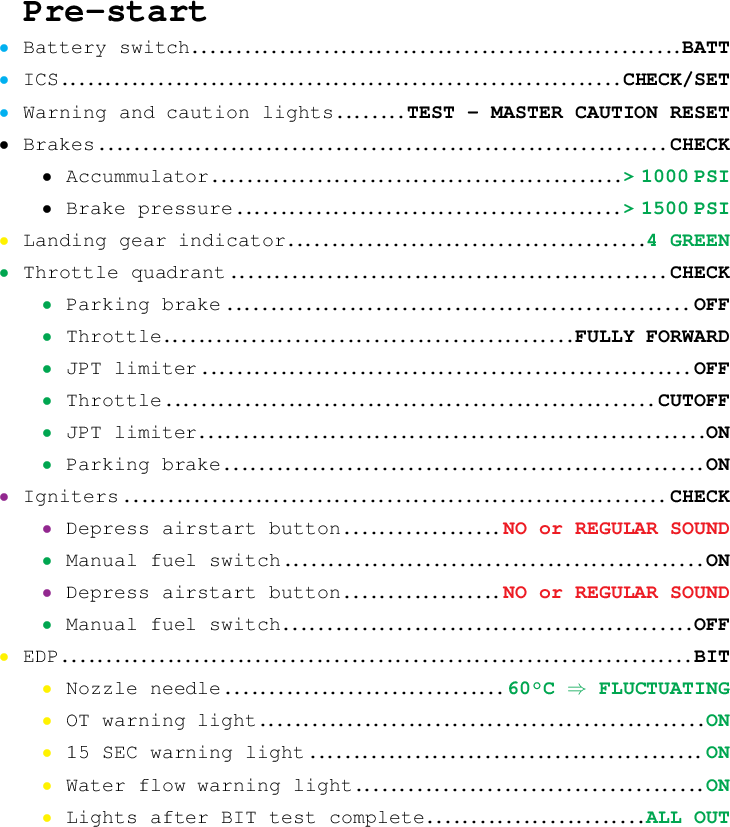 Pre-start
• Battery switch........................................................BATT
• ICS................................................................CHECK/SET
• Warning and caution lights........TEST - MASTER CAUTION RESET
• Brakes.................................................................CHECK
• Accummulator...............................................> 1000 PSI
• Brake pressure............................................> 1500 PSI
• Landing gear indicator.........................................4 GREEN
• Throttle quadrant..................................................CHECK
• Parking brake.....................................................OFF
• Throttle...............................................FULLY FORWARD
• JPT limiter........................................................OFF
• Throttle........................................................CUTOFF
• JPT limiter..........................................................ON
• Parking brake.......................................................ON
• Igniters..............................................................CHECK
• Depress airstart button..................NO or REGULAR SOUND
• Manual fuel switch................................................ON
• Depress airstart button..................NO or REGULAR SOUND
• Manual fuel switch...............................................OFF
• EDP........................................................................BIT
• Nozzle needle................................60°C ⇒ FLUCTUATING
• OT warning light...................................................ON
• 15 SEC warning light.............................................ON
• Water flow warning light........................................ON
• Lights after BIT test complete.........................ALL OUT